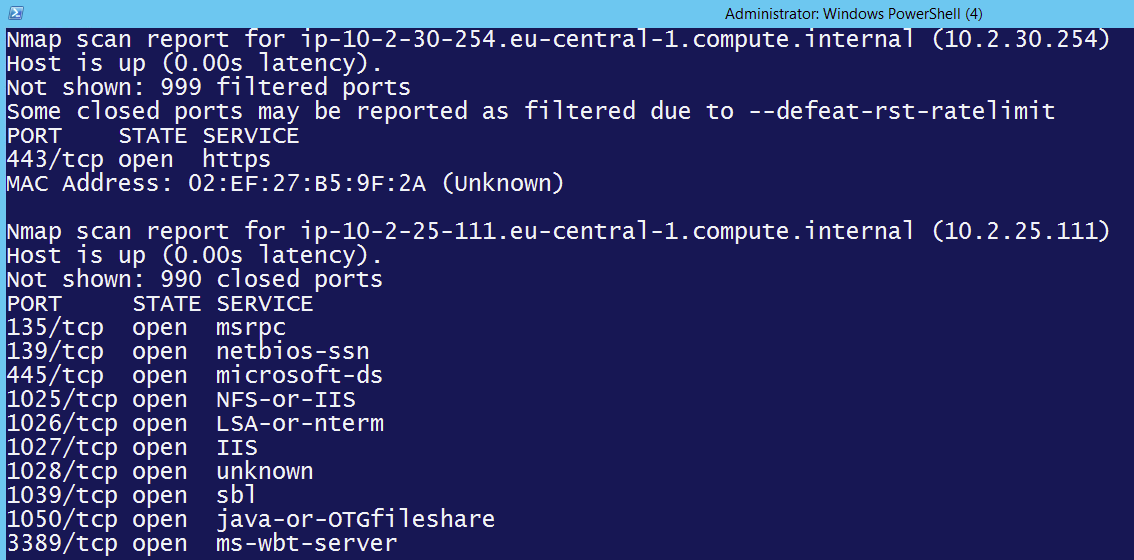 Administrator: Windows PowerShell (4)
Nmap scan report for ip-10-2-30-254.eu-central-1.compute.internal (10.2.30.254)
Host is up (0.00s latency).
Not shown: 999 filtered ports
Some closed ports may be reported as filtered due to --defeat-rst-ratelimit
PORT    STATE SERVICE
443/tcp open  https
MAC Address: 02:EF:27:B5:9F:2A (Unknown)

Nmap scan report for ip-10-2-25-111.eu-central-1.compute.internal (10.2.25.111)
Host is up (0.00s latency).
Not shown: 990 closed ports
PORT     STATE SERVICE
135/tcp  open  msrpc
139/tcp  open  netbios-ssn
445/tcp  open  microsoft-ds
1025/tcp open  NFS-or-IIS
1026/tcp open  LSA-or-nterm
1027/tcp open  IIS
1028/tcp open  unknown
1039/tcp open  sbl
1050/tcp open  java-or-OTGfileshare
3389/tcp open  ms-wbt-server